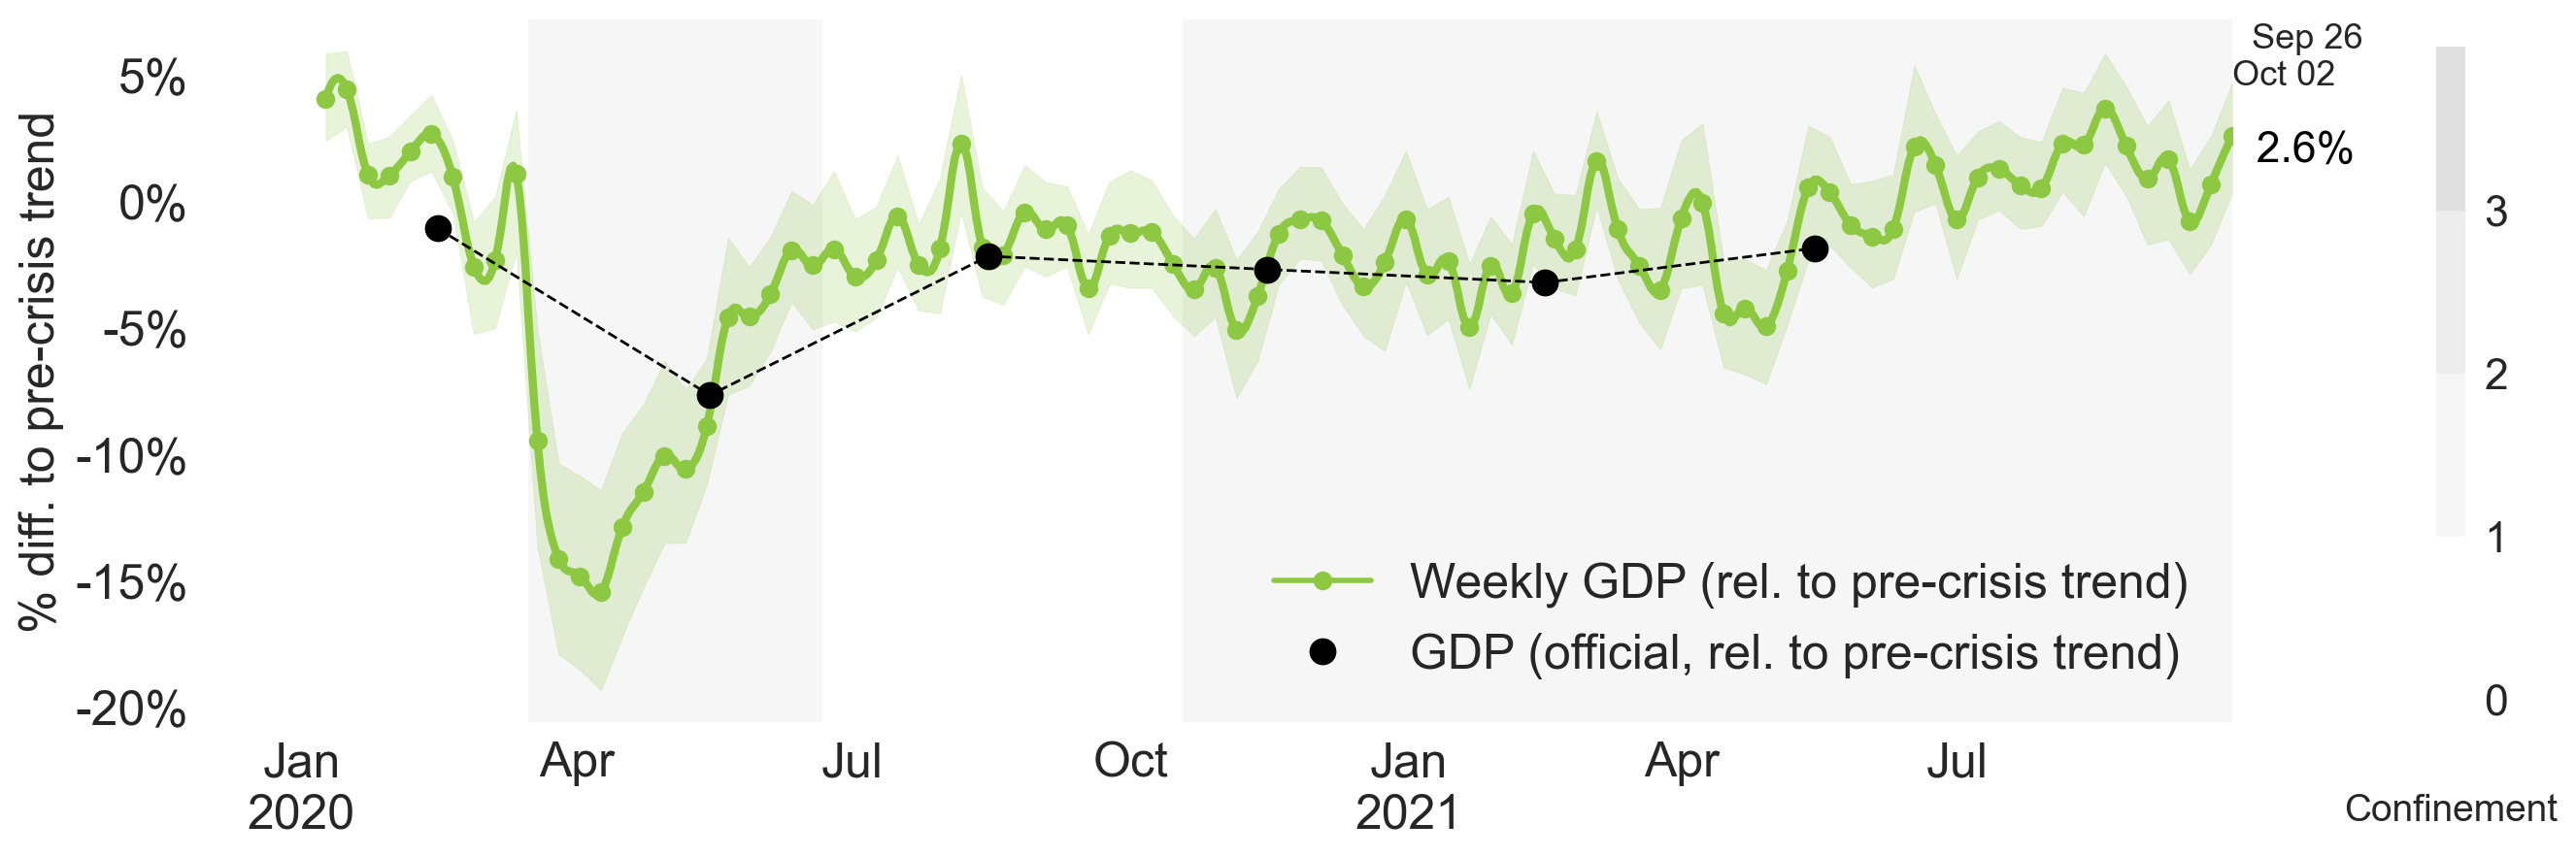 % diff. to pre-crisis trend
5%
0%
-5%
-10%
-15%
-20%
Jan
2020
Apr
Jul
Oct
Jan
2021
Apr
Jul
Sep 26
Oct 02
2.6%
Weekly GDP (rel. to pre-crisis trend)
GDP (official, rel. to pre-crisis trend)
3
2
1
0
Confinement